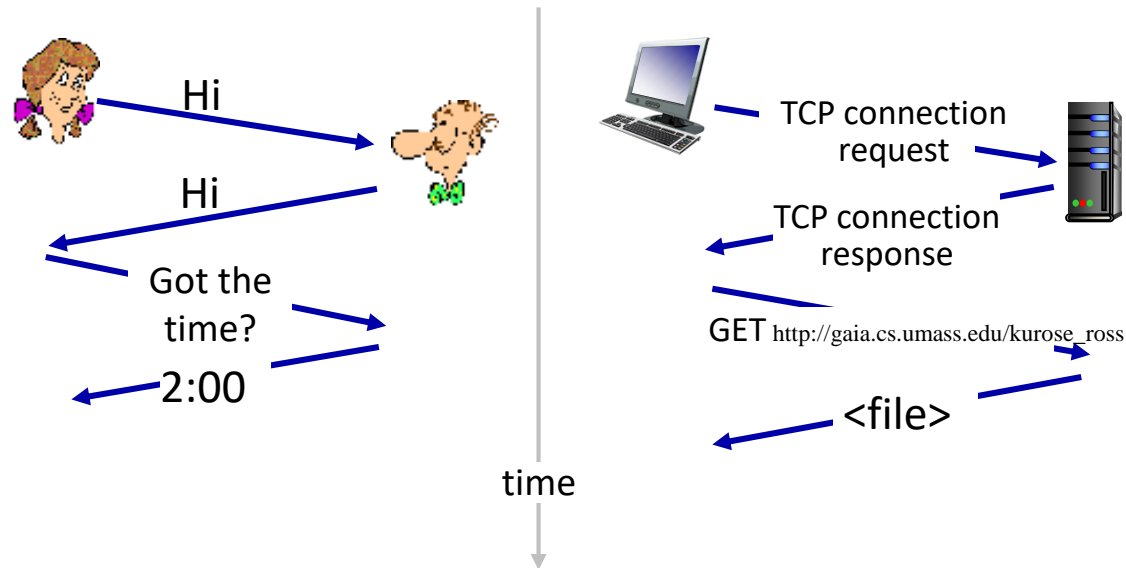 Hi
Hi
Got the
time?
2:00
TCP connection
request
TCP connection
response
GET http://gaia.cs.umass.edu/kurose_ross
<file>
time